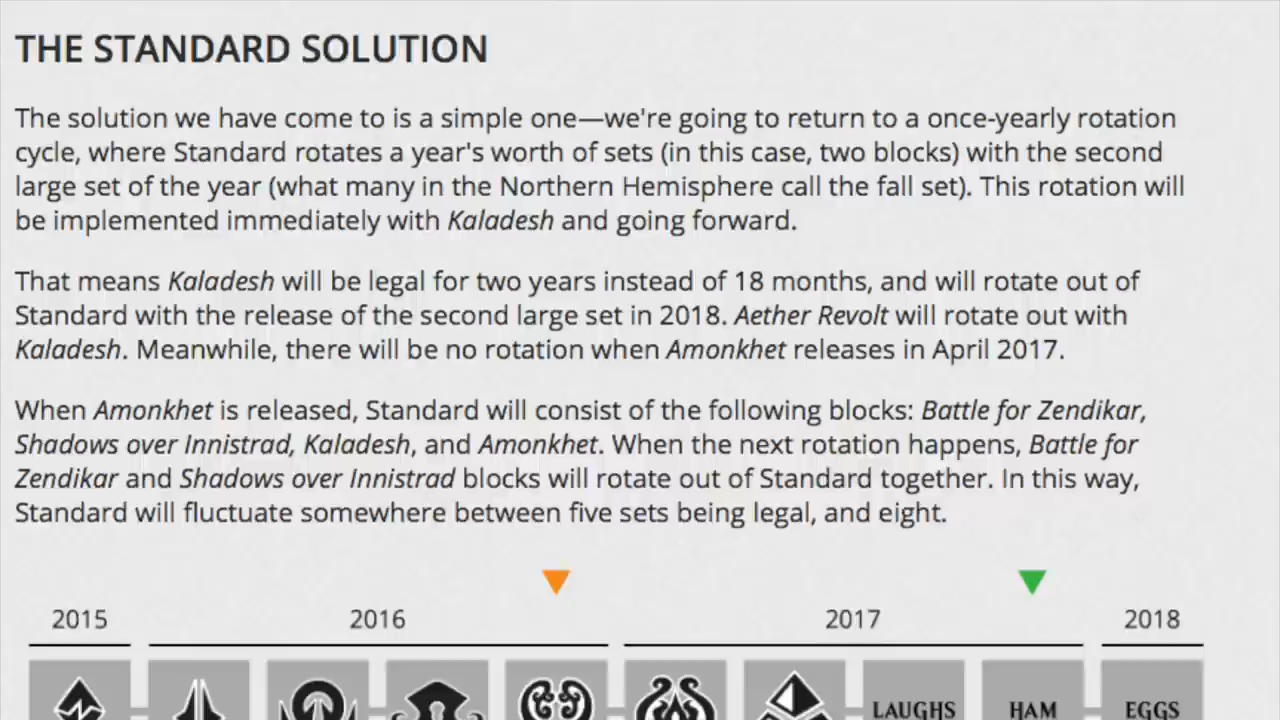 THE STANDARD SOLUTION
The solution we have come to is a simple one—we're going to return to a once-yearly rotation
cycle, where Standard rotates a year's worth of sets (in this case, two blocks) with the second
large set of the year (what many in the Northern Hemisphere call the fall set). This rotation will
be implemented immediately with Kaladesh and going forward.
That means Kaladesh will be legal for two years instead of 18 months, and will rotate out of
Standard with the release of the second large set in 2018. Aether Revolt will rotate out with
Kaladesh. Meanwhile, there will be no rotation when Amonkhet releases in April 2017.
When Amonkhet is released, Standard will consist of the following blocks: Battle for Zendikar,
Shadows over Innistrad, Kaladesh, and Amonkhet. When the next rotation happens, Battle for
Zendikar and Shadows over Innistrad blocks will rotate out of Standard together. In this way,
Standard will fluctuate somewhere between five sets being legal, and eight.
2015 2016 2017 2018
LAUGHS HAM EGGS